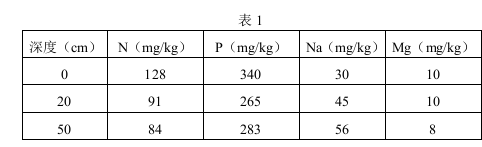 表 1
深度（cm） N（mg/kg） P（mg/kg） Na（mg/kg） Mg（mg/kg）
0 128 340 30 10
20 91 265 45 10
50 84 283 56 8